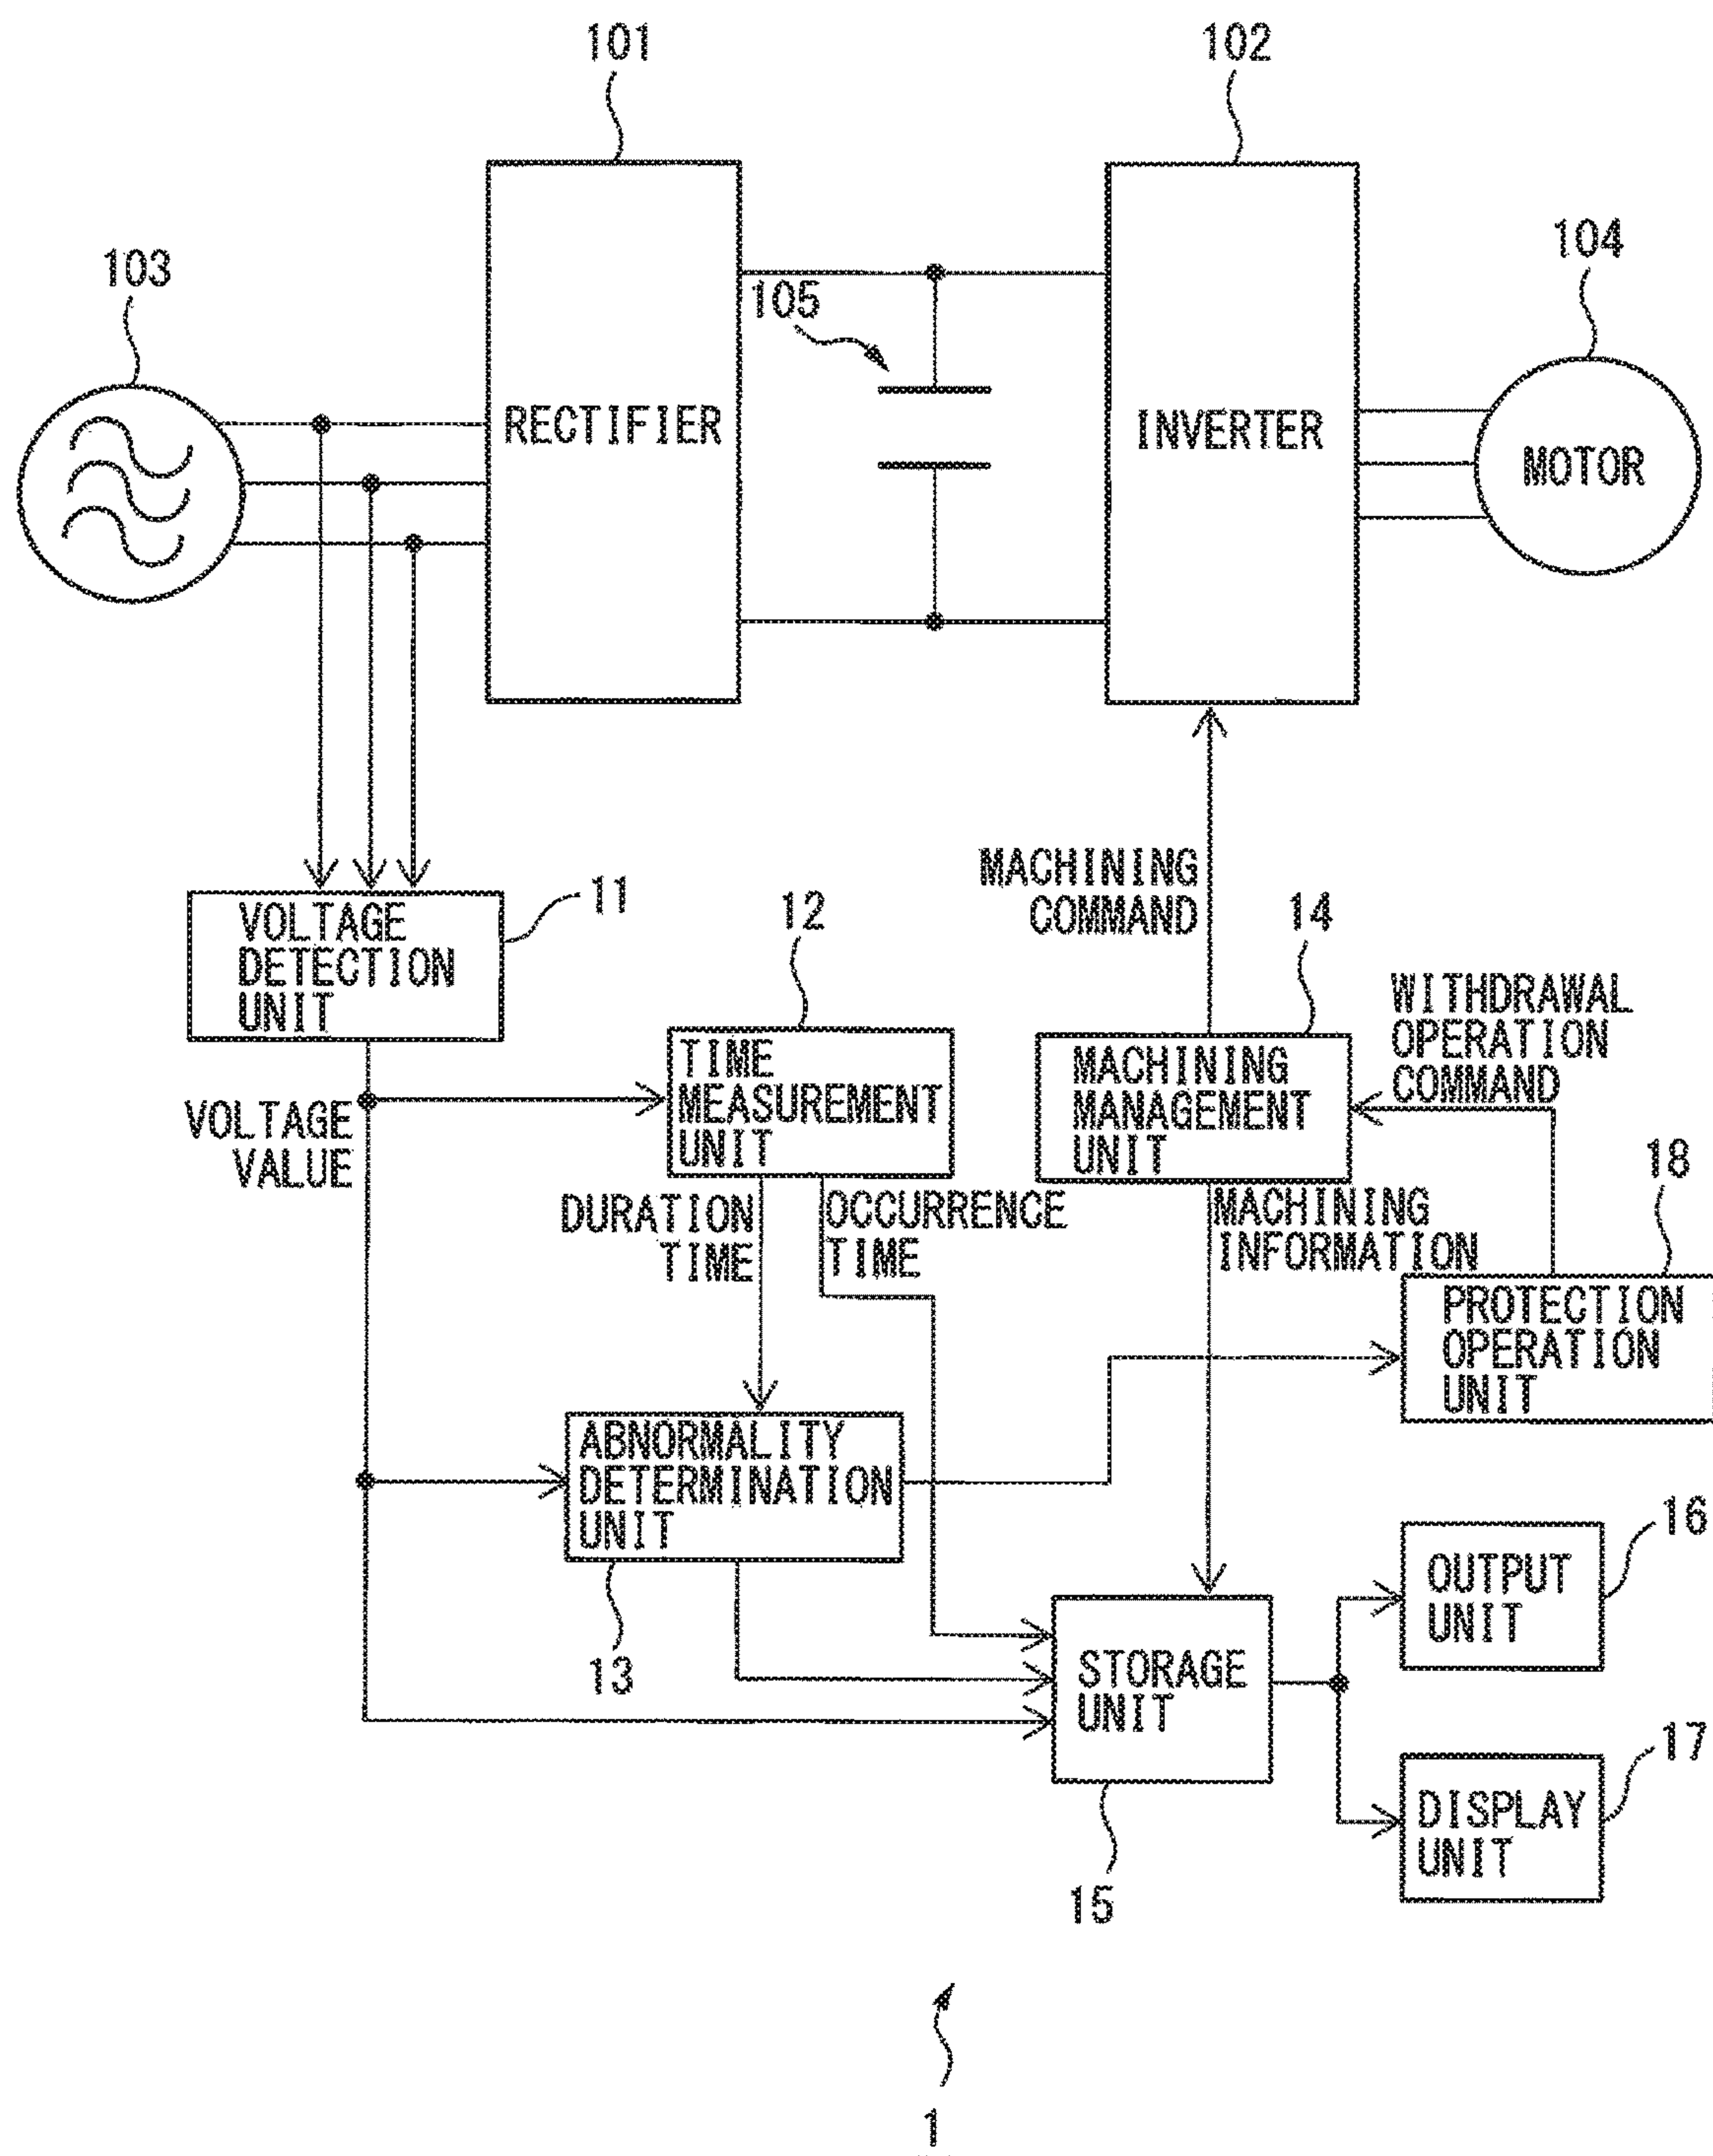 101
102
103
104
105
RECTIFIER
INVERTER
MOTOR
VOLTAGE
DETECTION
UNIT
11
12
MACHINING
COMMAND
14
TIME
MEASUREMENT
UNIT
MACHINING
MANAGEMENT
UNIT
WITHDRAWAL
OPERATION
COMMAND
VOLTAGE
VALUE
DURATION
TIME
OCCURRENCE
TIME
MACHINING
INFORMATION
18
PROTECTION
OPERATION
UNIT
ABNORMALITY
DETERMINATION
UNIT
13
STORAGE
UNIT
15
OUTPUT
UNIT
16
DISPLAY
UNIT
17
1